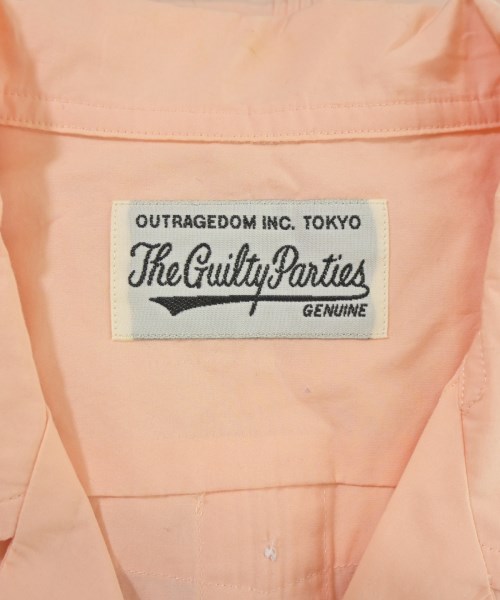 OUTRAGEDOM INC. TOKYO
The Guilty Parties
GENUINE